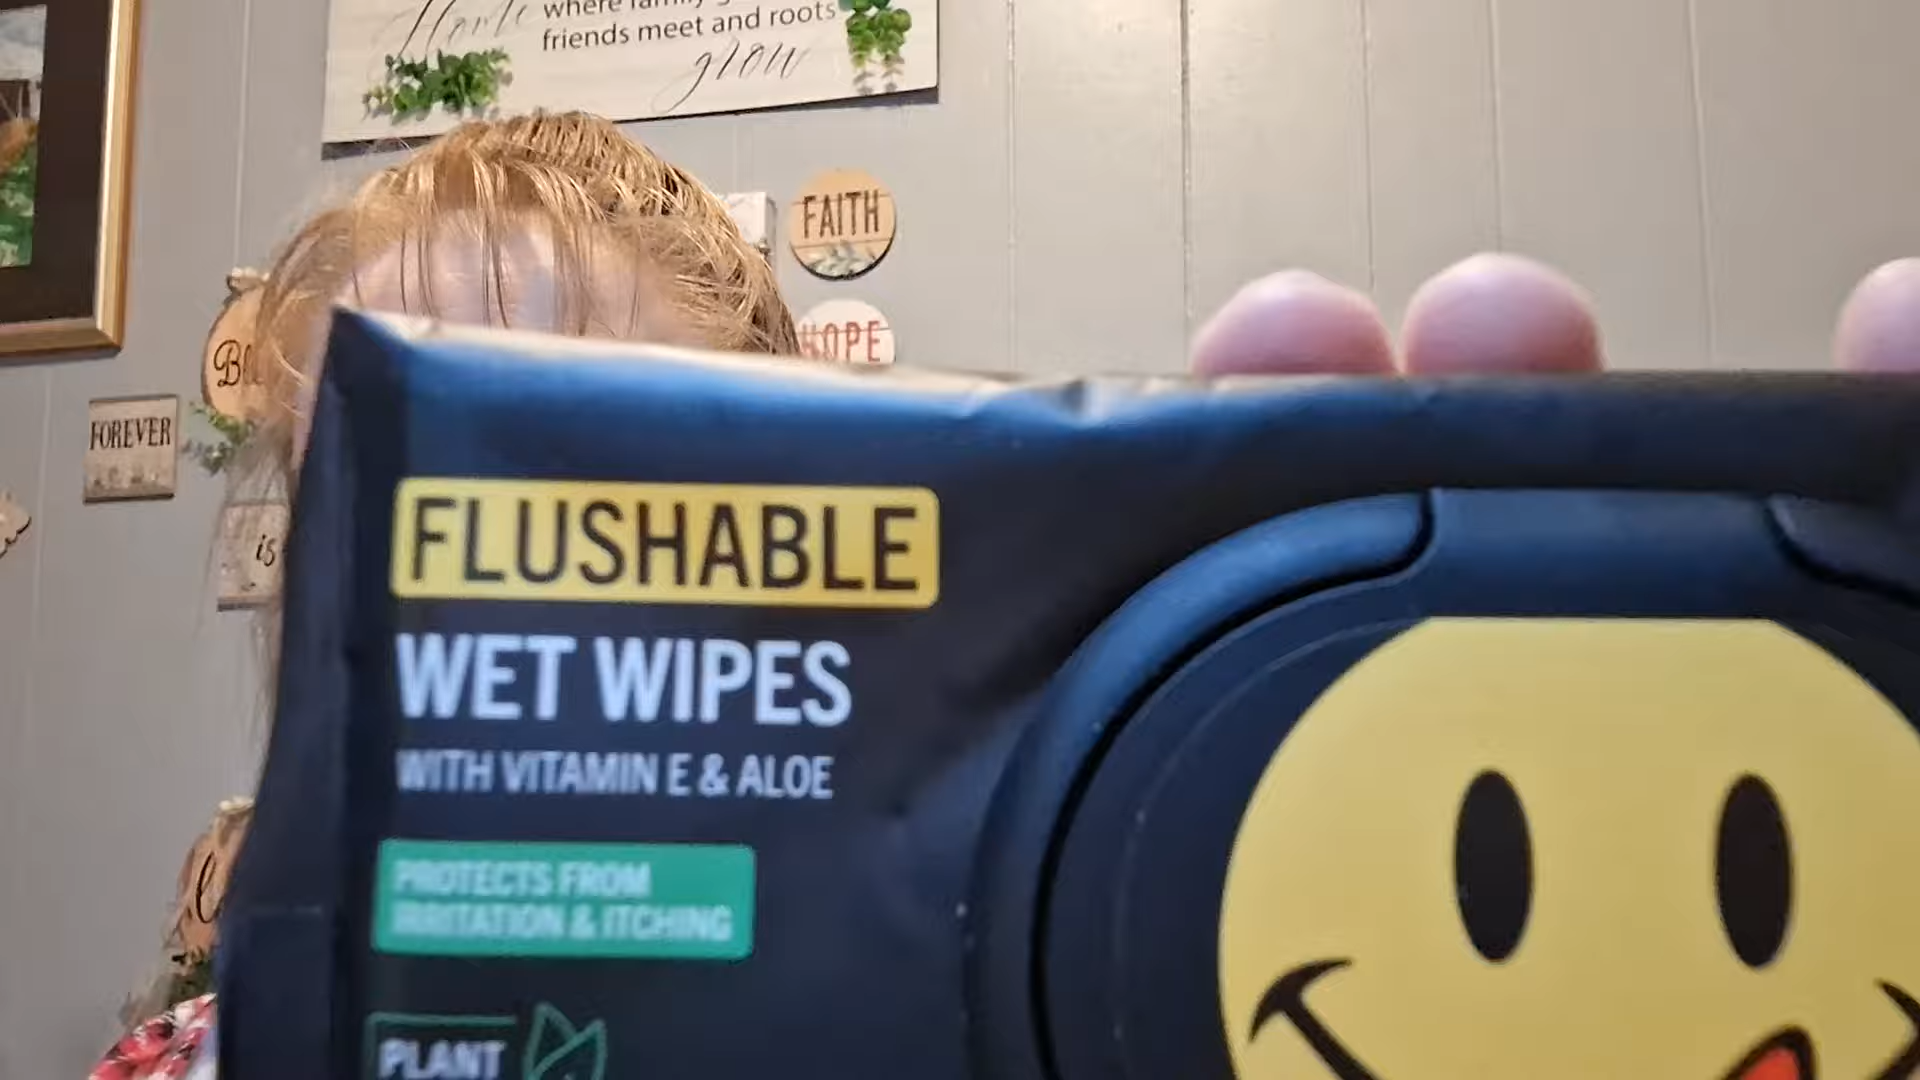 Home where family
friends meet and roots
grow
FAITH
HOPE
FOREVER
is
FLUSHABLE
WET WIPES
WITH VITAMIN E & ALOE
PROTECTS FROM
IRRITATION & ITCHING
PLANT